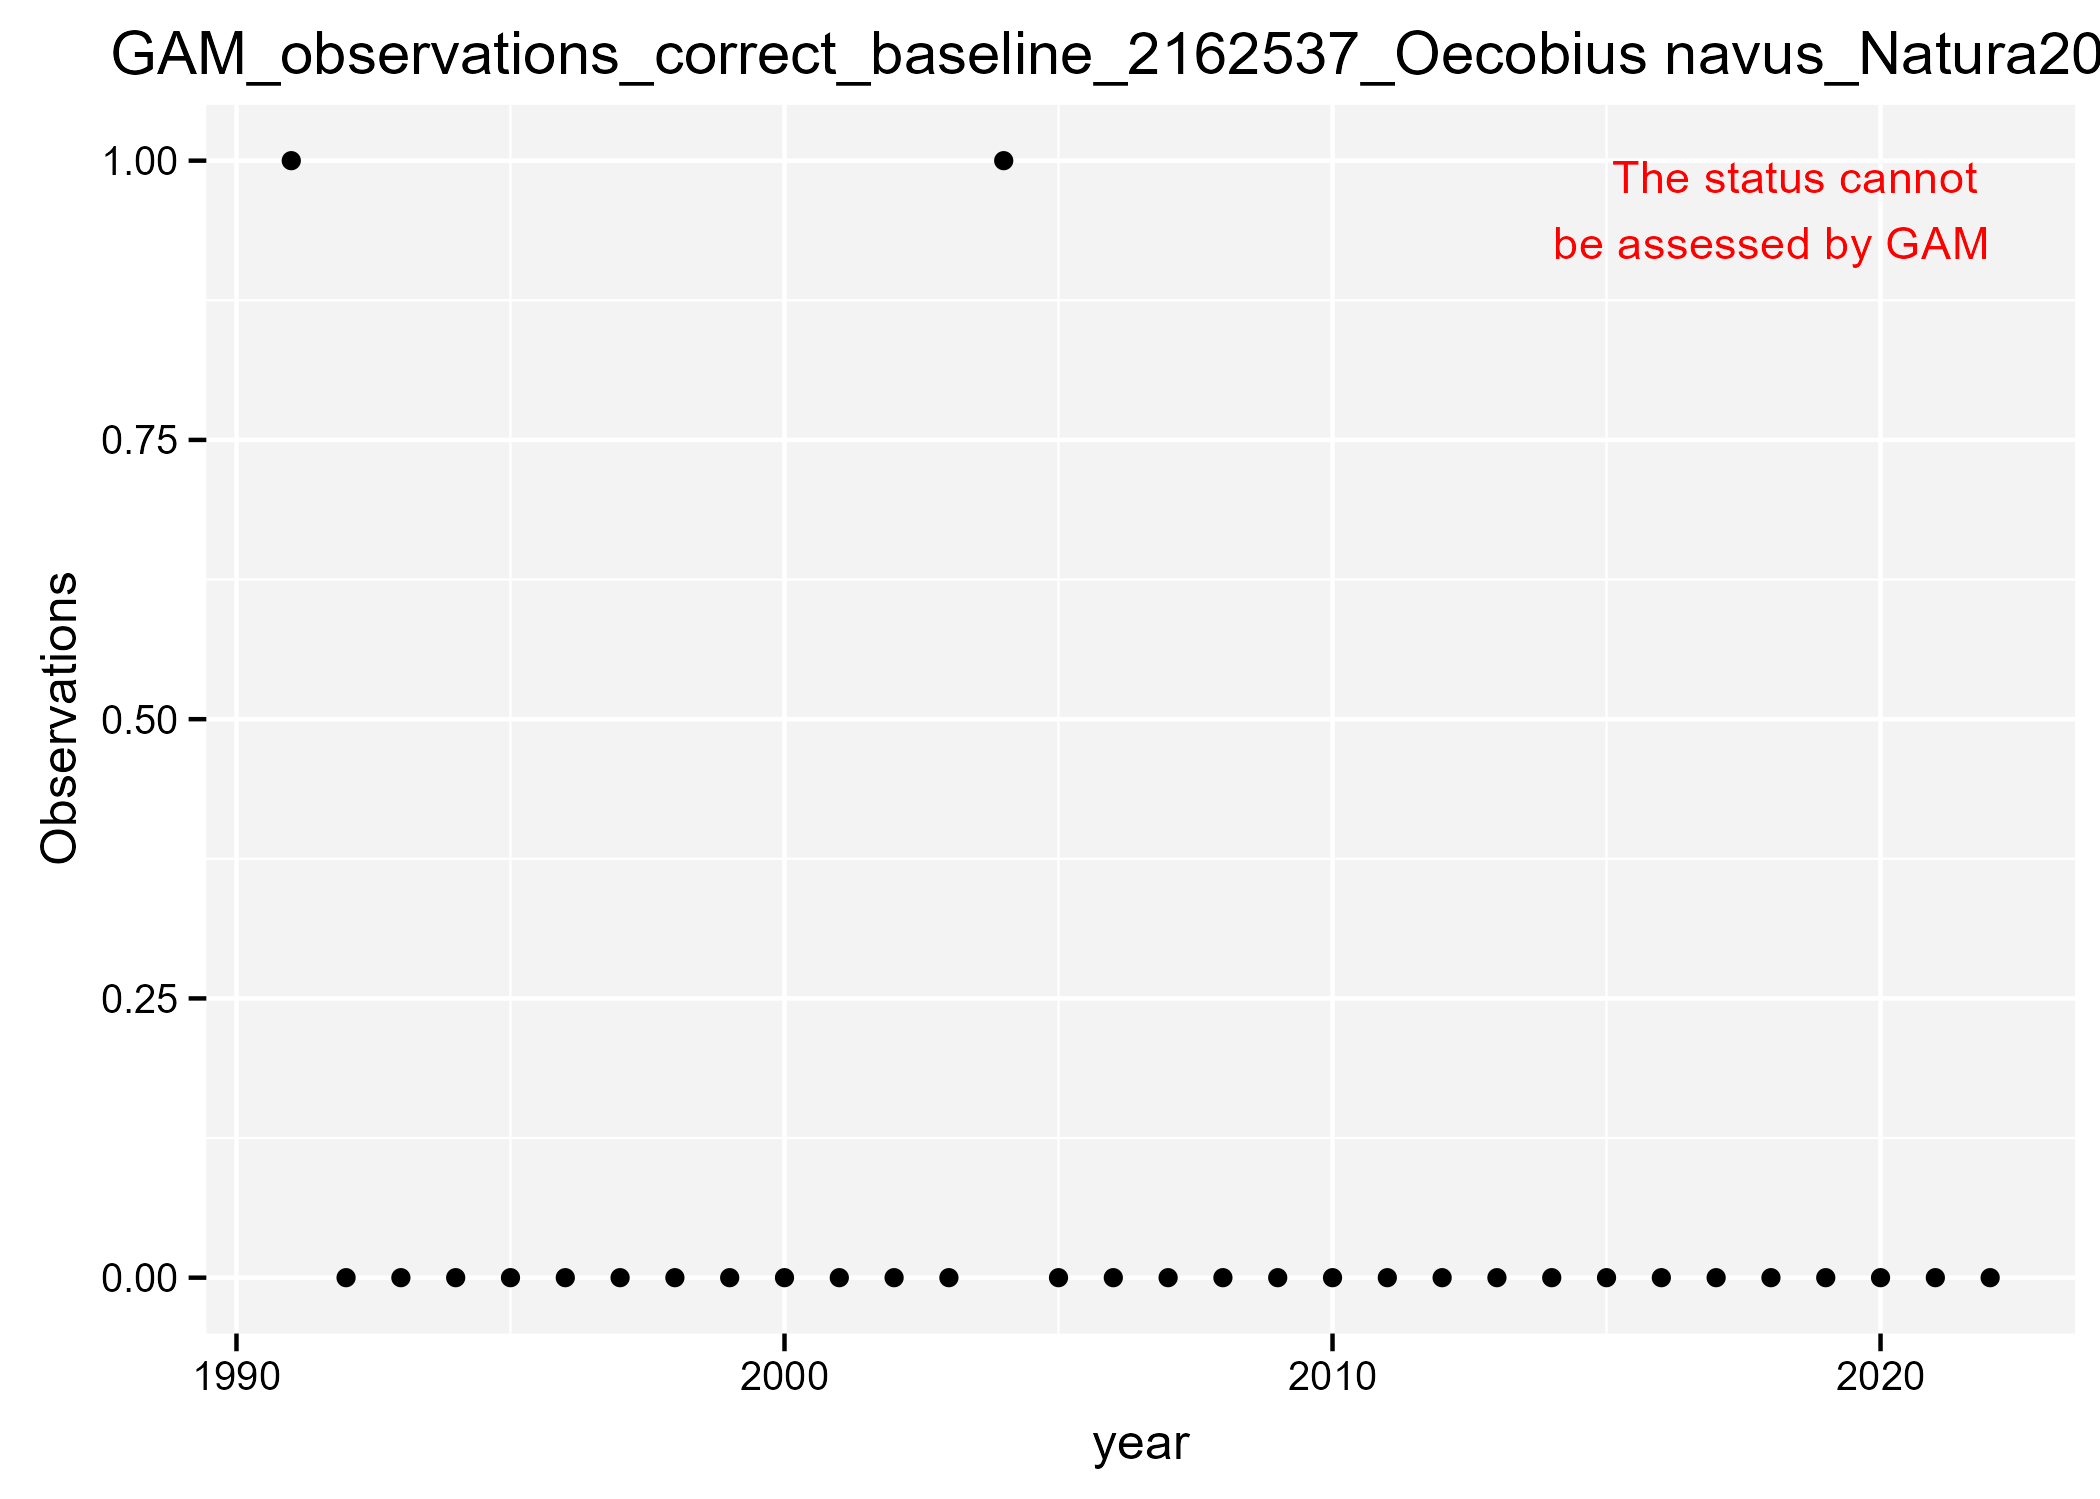 GAM_observations_correct_baseline_2162537_Oecobius navus_Natura20
1.00
The status cannot
be assessed by GAM
0.75
Observations
0.50
0.25
0.00
1990 2000 2010 2020
year